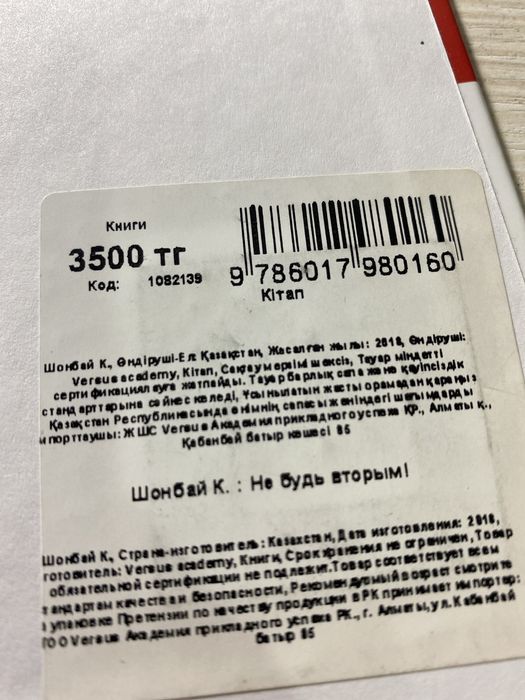 Книги
3500 тг
Код: 1082139
9 786017 980160
Кітап
Шонбай К., Өндіруші-Ел: Қазақстан, Жасалған жылы: 2018, Өндіруші:
Versus academy, Кітап, Сақтау мерзімі шексіз, Тауар міндетті
сертификациялауға жатпайды. Тауар барлық сапа және қауіпсіздік
стандарттарына сәйкес келеді, Ұсынылатын жасты орамадан қараңыз
Қазақстан Республикасында өнімнің сапасы жөніндегі шағымдарды
импорттаушы: ЖШС Versus Академия прикладного успеха ҚР., Алматы қ.,
Қабанбай батыр көшесі 85
Шонбай К. : Не будь вторым!
Шонбай К., Страна-изготовитель: Казахстан, Дата изготовления: 2018,
готовитель: Versus academy, Книги, Срок хранения не ограничен, Товар
обязательной сертификации не подлежит. Товар соответствует всем
тандартам качества и безопасности, Рекомендуемый возраст смотрите
а упаковке Претензии по качеству продукции в РК принимает импортер:
ТОО Versus Академия прикладного успеха РК., г. Алматы, ул. Кабанбай
батыр 85